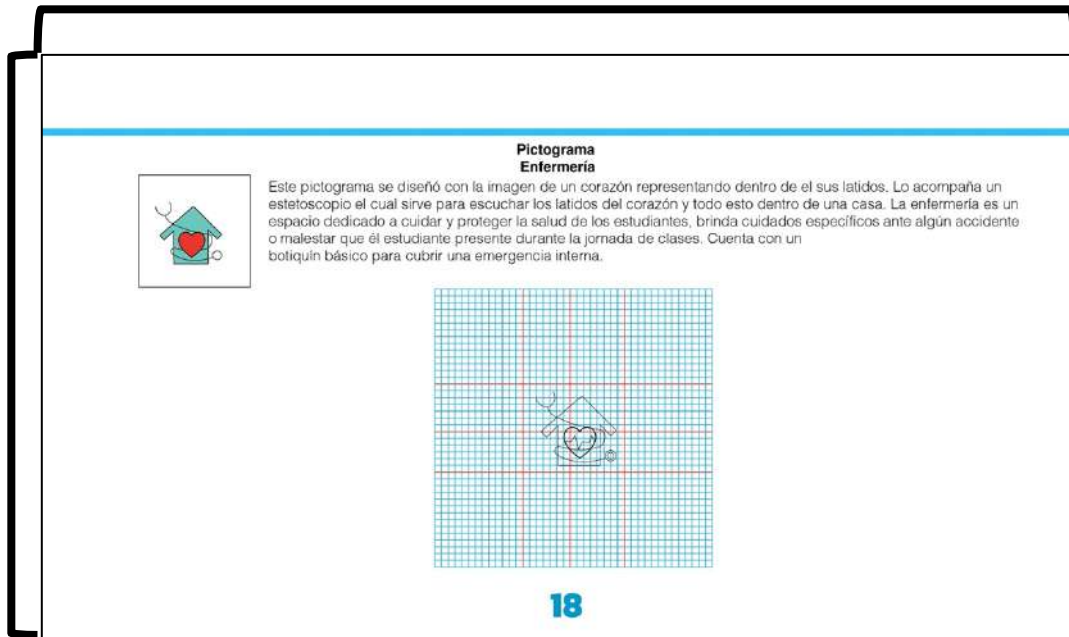 Pictograma
Enfermería
Este pictograma se diseñó con la imagen de un corazón representando dentro de el sus latidos. Lo acompaña un
estetoscopio el cual sirve para escuchar los latidos del corazón y todo esto dentro de una casa. La enfermería es un
espacio dedicado a cuidar y proteger la salud de los estudiantes, brinda cuidados específicos ante algún accidente
o malestar que él estudiante presente durante la jornada de clases. Cuenta con un
botiquín básico para cubrir una emergencia interna.
18